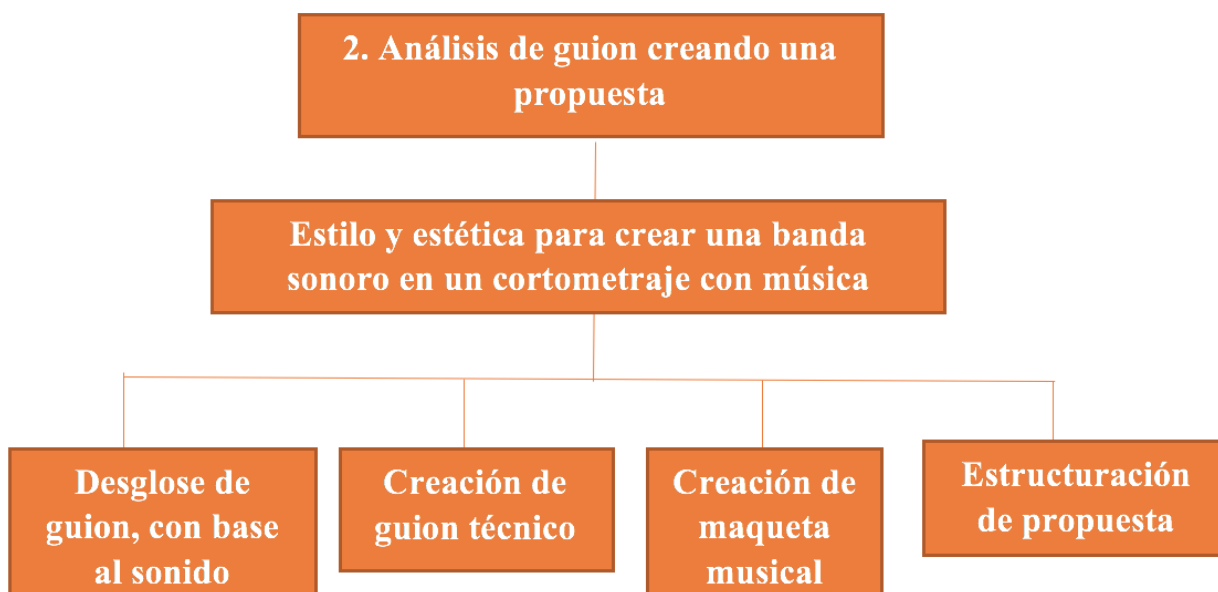 2. Análisis de guion creando una
propuesta
Estilo y estética para crear una banda
sonoro en un cortometraje con música
Desglose de
guion, con base
al sonido
Creación de
guion técnico
Creación de
maqueta
musical
Estructuración
de propuesta